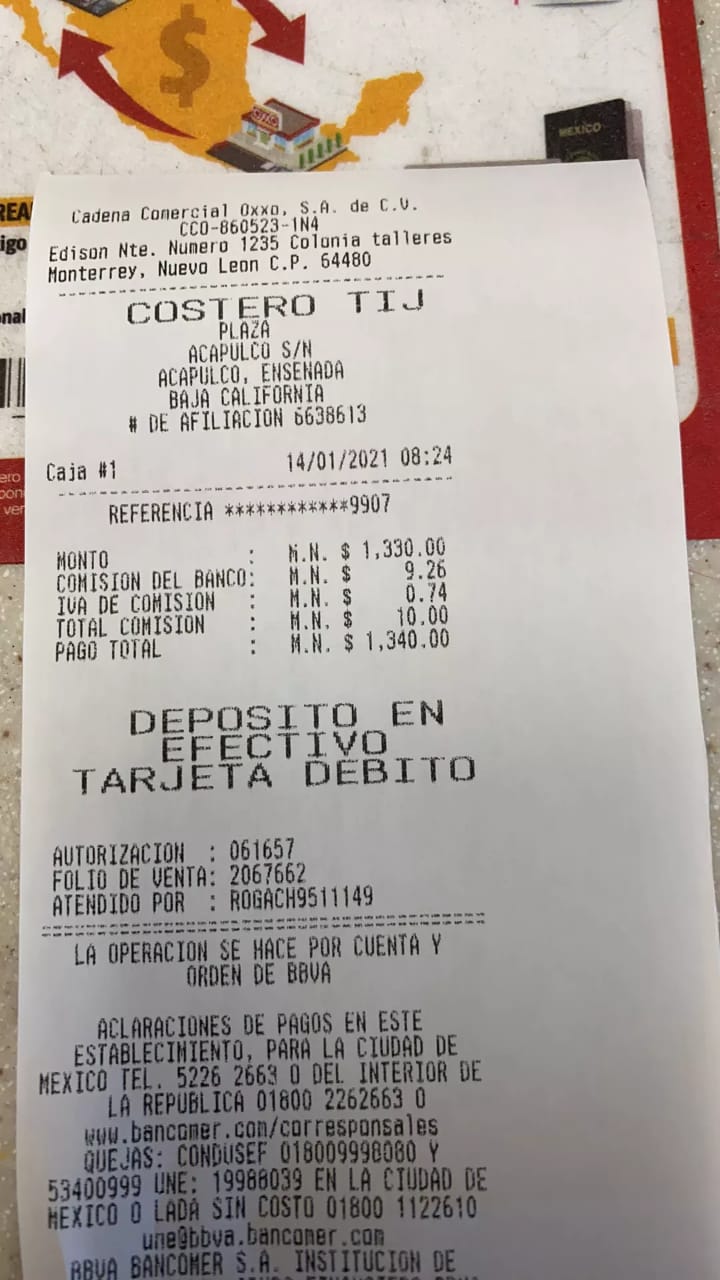 $
OXXO
MEXICO
REA
igo
onal
Cadena Comercial Oxxo, S.A. de C.V.
CCO-860523-1N4
Edison Nte. Numero 1235 Colonia talleres
Monterrey, Nuevo Leon C.P. 64480
COSTERO TIJ
PLAZA
ACAPULCO S/N
ACAPULCO, ENSENADA
BAJA CALIFORNIA
# DE AFILIACION 6638613
Caja #1 14/01/2021 08:24
REFERENCIA ************9907
MONTO : M.N. $ 1,330.00
COMISION DEL BANCO: M.N. $ 9.26
IVA DE COMISION : M.N. $ 0.74
TOTAL COMISION : M.N. $ 10.00
PAGO TOTAL : M.N. $ 1,340.00
DEPOSITO EN
EFECTIVO
TARJETA DEBITO
AUTORIZACION : 061657
FOLIO DE VENTA: 2067662
ATENDIDO POR : ROGACH9511149
LA OPERACION SE HACE POR CUENTA Y
ORDEN DE BBVA
ACLARACIONES DE PAGOS EN ESTE
ESTABLECIMIENTO, PARA LA CIUDAD DE
MEXICO TEL. 5226 2663 O DEL INTERIOR DE
LA REPUBLICA 01800 2262663 O
www.bancomer.com/corresponsales
QUEJAS: CONDUSEF 018009998080 Y
53400999 UNE: 19988039 EN LA CIUDAD DE
MEXICO O LADA SIN COSTO 01800 1122610
une@bbva.bancomer.com
BBVA BANCOMER S.A. INSTITUCION DE